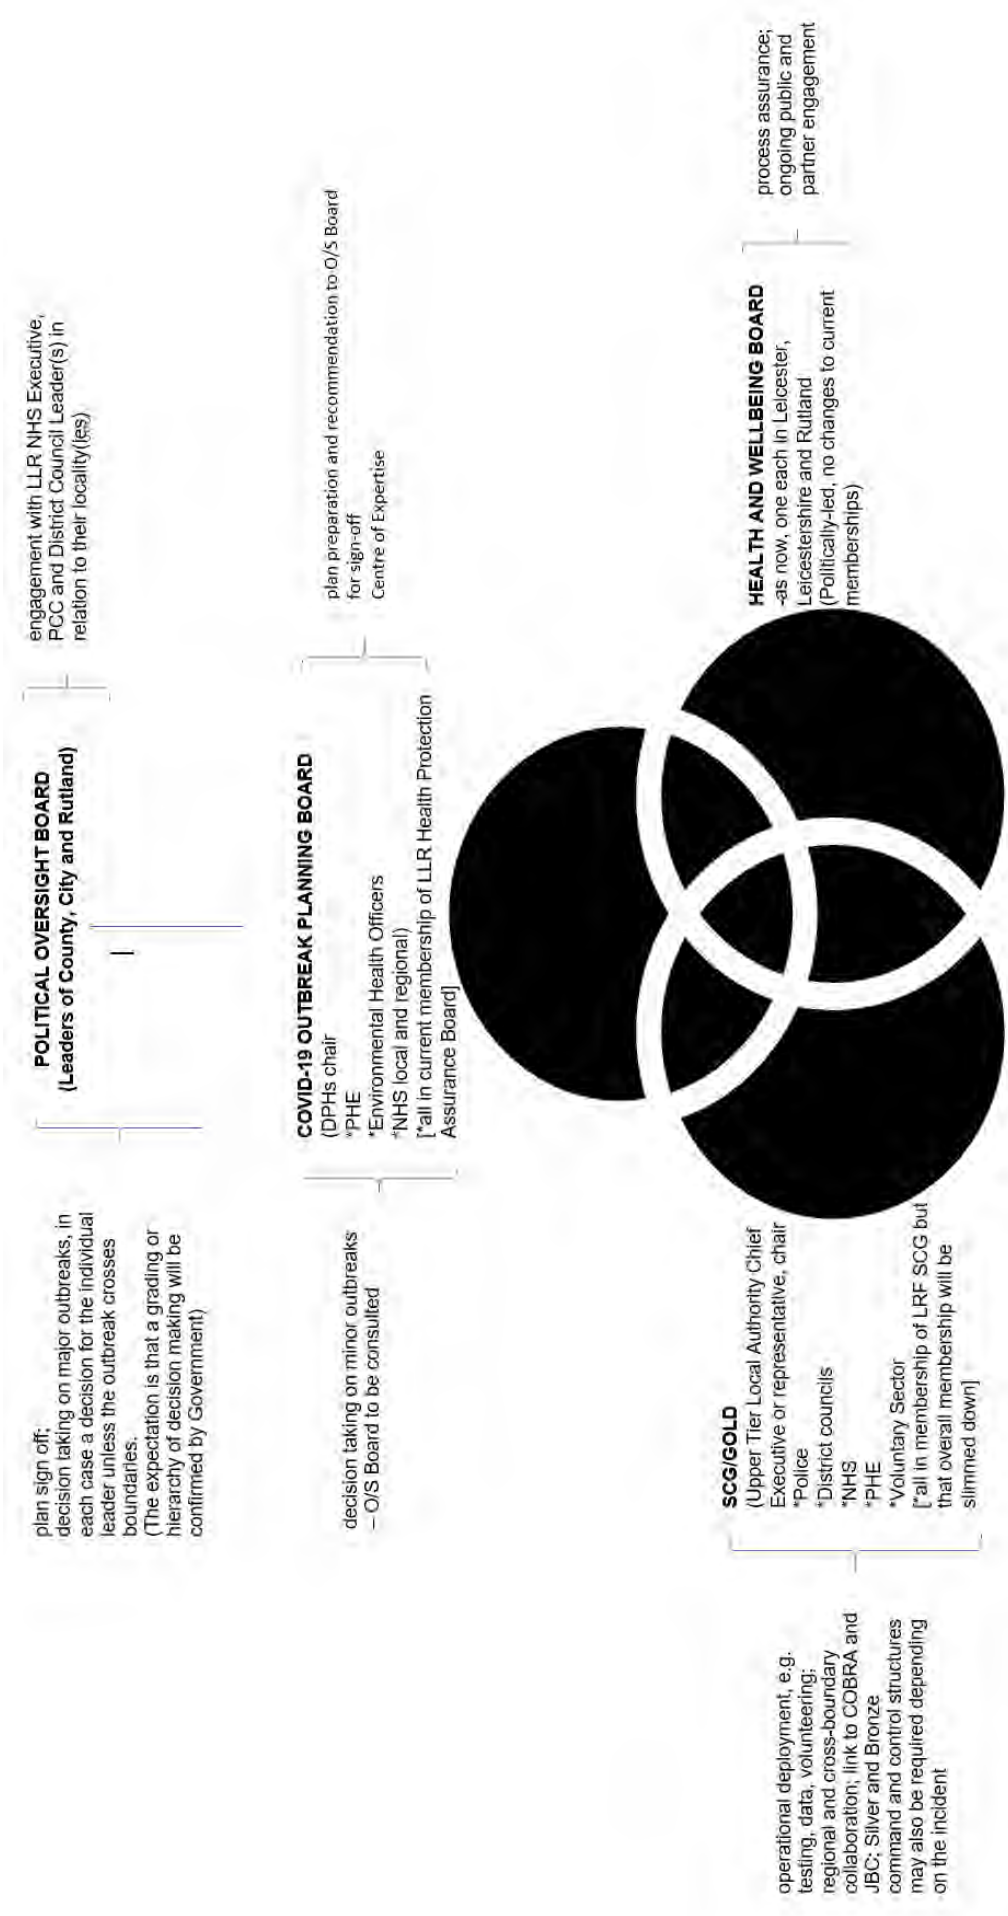 plan sign off;
decision taking on major outbreaks, in
each case a decision for the individual
leader unless the outbreak crosses
boundaries.
(The expectation is that a grading or
hierarchy of decision making will be
confirmed by Government)
POLITICAL OVERSIGHT BOARD
(Leaders of County, City and Rutland)
engagement with LLR NHS Executive,
PCC and District Council Leader(s) in
relation to their locality(ies)
decision taking on minor outbreaks
– O/S Board to be consulted
COVID-19 OUTBREAK PLANNING BOARD
(DPHs chair
*PHE
*Environmental Health Officers
*NHS local and regional)
[*all in current membership of LLR Health Protection
Assurance Board]
plan preparation and recommendation to O/S Board
for sign-off
Centre of Expertise
operational deployment, e.g.
testing, data, volunteering;
regional and cross-boundary
collaboration; link to COBRA and
JBC; Silver and Bronze
command and control structures
may also be required depending
on the incident
SCG/GOLD
(Upper Tier Local Authority Chief
Executive or representative, chair
*Police
*District councils
*NHS
*PHE
*Voluntary Sector
[*all in membership of LRF SCG but
that overall membership will be
slimmed down]
HEALTH AND WELLBEING BOARD
-as now, one each in Leicester,
Leicestershire and Rutland
(Politically-led, no changes to current
memberships)
process assurance;
ongoing public and
partner engagement